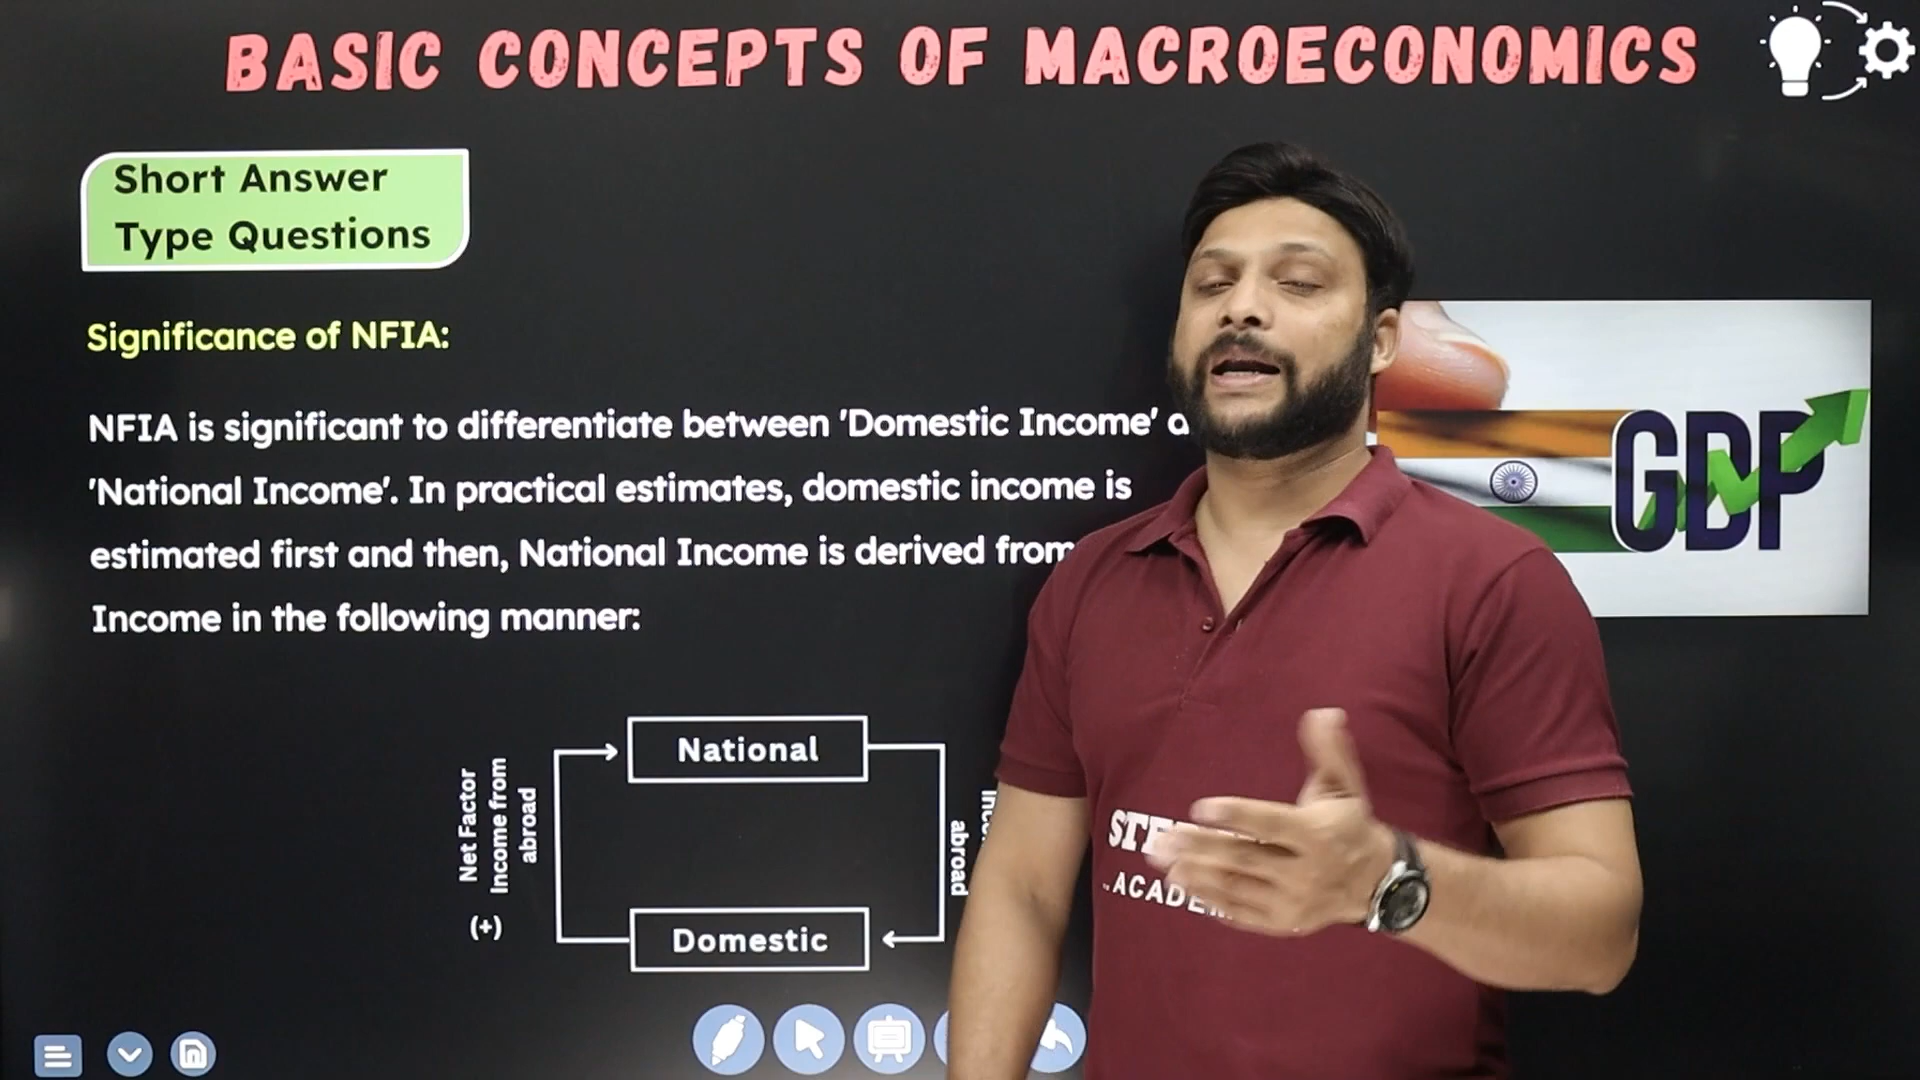 BASIC CONCEPTS OF MACROECONOMICS
Short Answer
Type Questions
Significance of NFIA:
NFIA is significant to differentiate between 'Domestic Income'
'National Income'. In practical estimates, domestic income is
estimated first and then, National Income is derived from
Income in the following manner:
GDP
National
Net Factor
Income from
abroad
(+)
abroad
Domestic